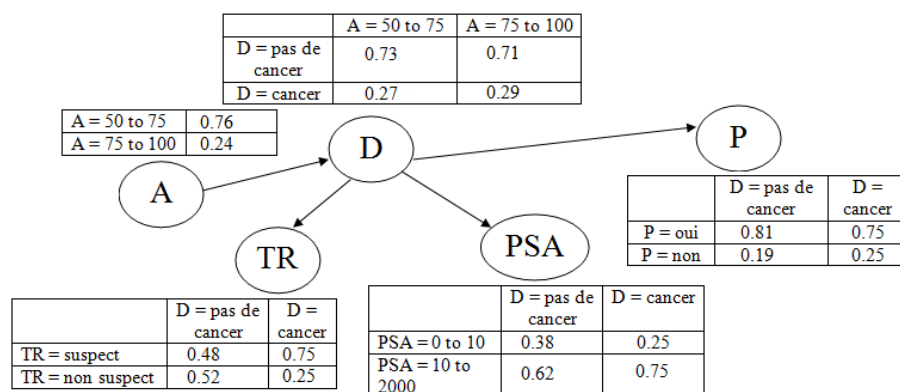 A = 50 to 75 A = 75 to 100
D = pas de cancer 0.73 0.71
D = cancer 0.27 0.29
A = 50 to 75 0.76
A = 75 to 100 0.24
A
D
P
TR
PSA
D = pas de cancer D = cancer
P = oui 0.81 0.75
P = non 0.19 0.25
D = pas de cancer D = cancer
TR = suspect 0.48 0.75
TR = non suspect 0.52 0.25
D = pas de cancer D = cancer
PSA = 0 to 10 0.38 0.25
PSA = 10 to 2000 0.62 0.75